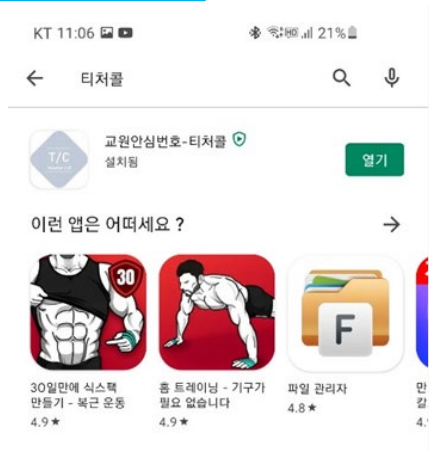 KT 11:06
21%
티처콜
T/C
교원안심번호-티처콜
설치됨
열기
이런 앱은 어떠세요 ?
30
F
30일만에 식스팩
만들기 - 복근 운동
4.9★
홈 트레이닝 - 기구가
필요 없습니다
4.9★
파일 관리자
4.8★
만
칼
4.